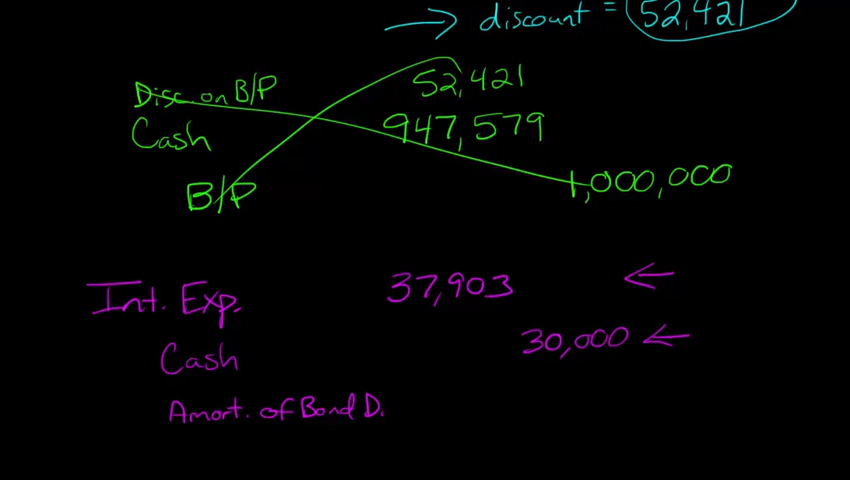 discount = 52,421
Disc. on B/P 52,421
Cash 947,579
B/P 1,000,000
Int. Exp. 37,903
Cash 30,000
Amort. of Bond D.